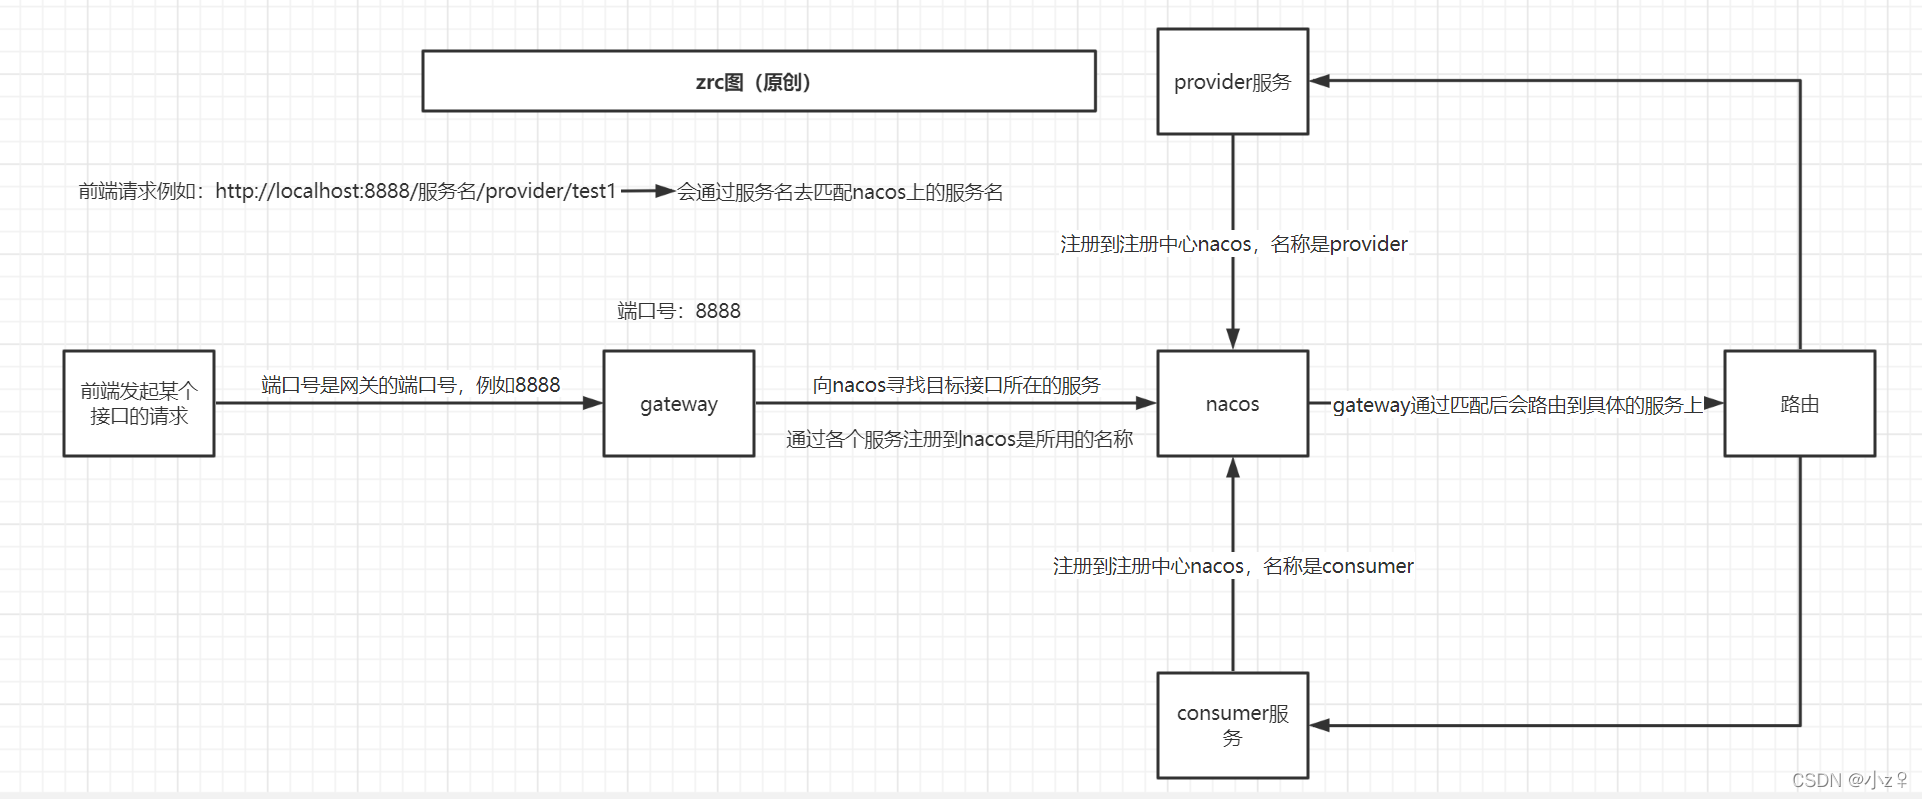 zrc图（原创）
provider服务
前端请求例如：http://localhost:8888/服务名/provider/test1
会通过服务名去匹配nacos上的服务名
注册到注册中心nacos，名称是provider
端口号：8888
前端发起某个
接口的请求
端口号是网关的端口号，例如8888
gateway
向nacos寻找目标接口所在的服务
通过各个服务注册到nacos是所用的名称
nacos
gateway通过匹配后会路由到具体的服务上
路由
注册到注册中心nacos，名称是consumer
consumer服
务
CSDN @小z♀